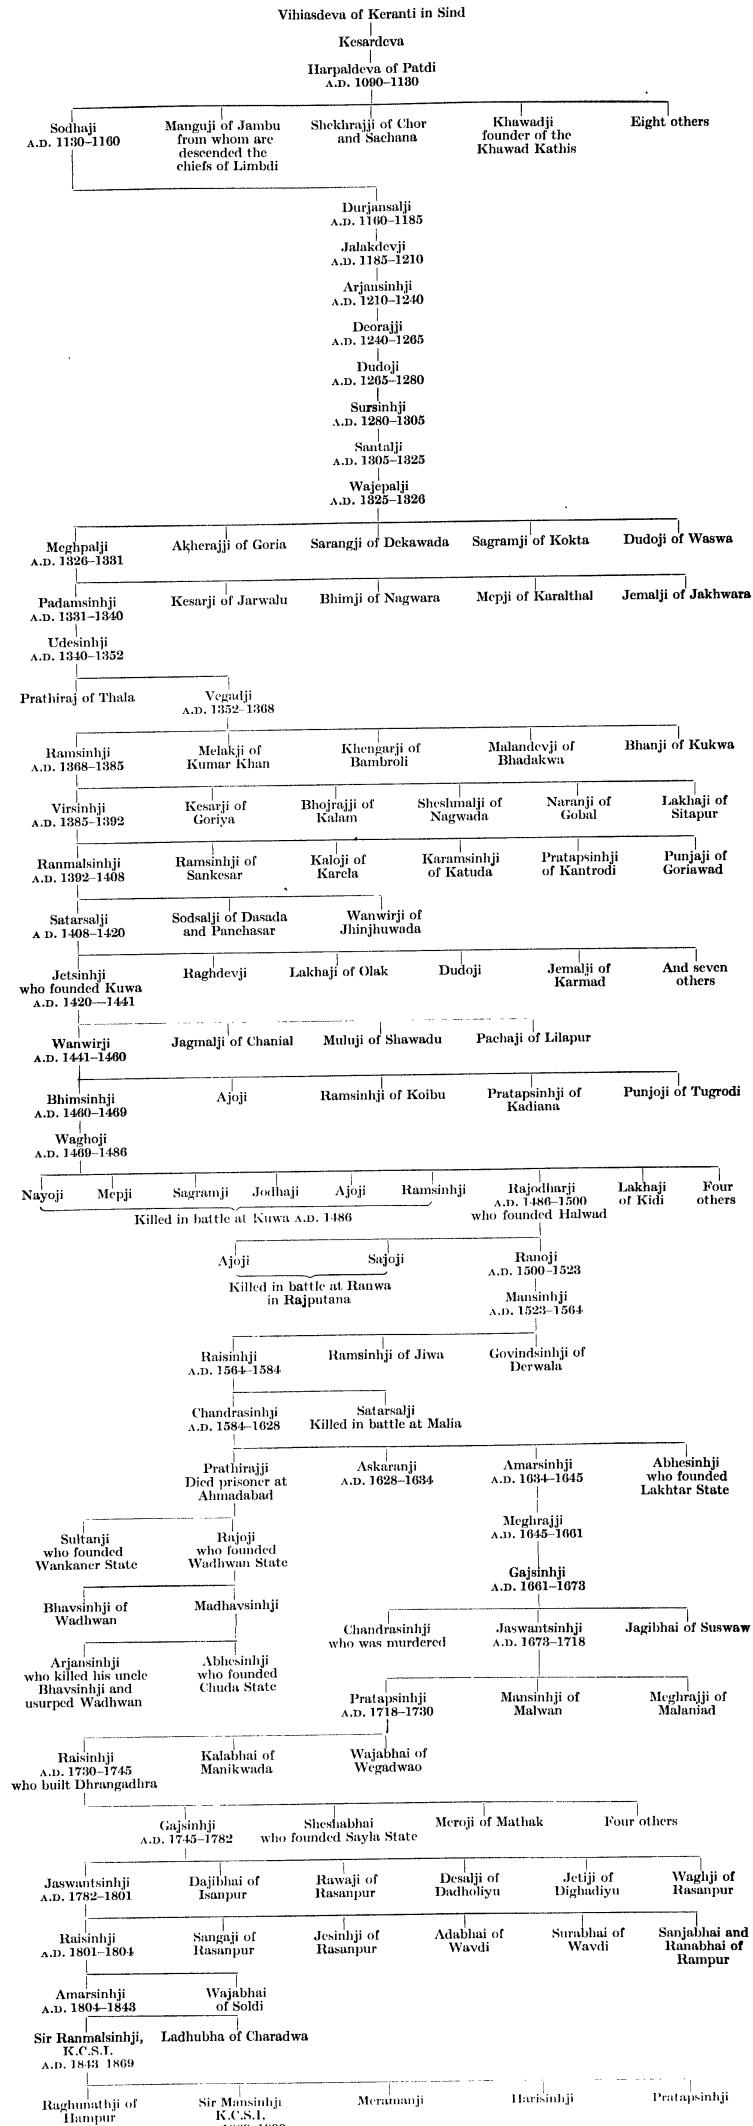 Vihiasdeva of Keranti in Sind
Kesardeva
Harpaldeva of Patdi
A.D. 1090–1130
Sodhaji
A.D. 1130–1160
Manguji of Jambu
from whom are
descended the
chiefs of Limbdi
Shekhrajji of Chor
and Sachana
Khawadji
founder of the
Khawad Kathis
Eight others
Durjansalji
A.D. 1160–1185
Jalakdevji
A.D. 1185–1210
Arjansinhji
A.D. 1210–1240
Deorajji
A.D. 1240–1265
Dudoji
A.D. 1265–1280
Sursinhji
A.D. 1280–1305
Santalji
A.D. 1305–1325
Wajepalji
A.D. 1325–1326
Meghpalji
A.D. 1326–1331
Akherajji of Goria
Sarangji of Dekawada
Sagramji of Kokta
Dudoji of Waswa
Padamsinhji
A.D. 1331–1340
Kesarji of Jarwalu
Bhimji of Nagwara
Mepji of Karalthal
Jemalji of Jakhwara
Udesinhji
A.D. 1340–1352
Prathiraj of Thala
Vegadji
A.D. 1352–1368
Ramsinhji
A.D. 1368–1385
Melakji of
Kumar Khan
Khengarji of
Bambroli
Malandevji of
Bhadakwa
Bhanji of Kukwa
Virsinhji
A.D. 1385–1392
Kesarji of
Goriya
Bhojrajji of
Kalam
Sheshmalji of
Nagwada
Naranji of
Gobal
Lakhaji of
Sitapur
Ranmalsinhji
A.D. 1392–1408
Ramsinhji of
Sankesar
Kaloji of
Karela
Karamsinhji
of Katuda
Pratapsinhji
of Kantrodi
Punjaji of
Goriawad
Satarsalji
A D. 1408–1420
Sodsalji of Dasada
and Panchasar
Wanwirji of
Jhinjhuwada
Jetsinhji
who founded Kuwa
A.D. 1420—1441
Raghdevji
Lakhaji of Olak
Dudoji
Jemalji of
Karmad
And seven
others
Wanwirji
A.D. 1441–1460
Jagmalji of Chanial
Muluji of Shawadu
Pachaji of Lilapur
Bhimsinhji
A.D. 1460–1469
Ajoji
Ramsinhji of Koibu
Pratapsinhji of
Kadiana
Punjoji of Tugrodi
Waghoji
A.D. 1469–1486
Nayoji
Mepji
Sagramji
Jodhaji
Ajoji
Ramsinhji
Killed in battle at Kuwa A.D. 1486
Rajodharji
A.D. 1486–1500
who founded Halwad
Lakhaji
of Kidi
Four
others
Ajoji
Sajoji
Killed in battle at Ranwa
in Rajputana
Ranoji
A.D. 1500–1523
Mansinhji
A.D. 1523–1564
Raisinhji
A.D. 1564–1584
Ramsinhji of Jiwa
Govindsinhji of
Derwala
Chandrasinhji
A.D. 1584–1628
Satarsalji
Killed in battle at Malia
Prathirajji
Died prisoner at
Ahmadabad
Askaranji
A.D. 1628–1634
Amarsinhji
A.D. 1634–1645
Abhesinhji
who founded
Lakhtar State
Meghrajji
A.D. 1645–1661
Sultanji
who founded
Wankaner State
Rajoji
who founded
Wadhwan State
Gajsinhji
A.D. 1661–1673
Bhavsinhji of
Wadhwan
Madhavsinhji
Chandrasinhji
who was murdered
Jaswantsinhji
A.D. 1673–1718
Jagibhai of Suswaw
Arjansinhji
who killed his uncle
Bhavsinhji and
usurped Wadhwan
Abhesinhji
who founded
Chuda State
Pratapsinhji
A.D. 1718–1730
Mansinhji of
Malwan
Meghrajji of
Malaniad
Raisinhji
A.D. 1730–1745
who built Dhrangadhra
Kalabhai of
Manikwada
Wajabhai of
Wegadwao
Gajsinhji
A.D. 1745–1782
Sheshabhai
who founded Sayla State
Meroji of Mathak
Four others
Jaswantsinhji
A.D. 1782–1801
Dajibhai of
Isanpur
Rawaji of
Rasanpur
Desalji of
Dadholiyu
Jetiji of
Dighadiyu
Waghji of
Rasanpur
Raisinhji
A.D. 1801–1804
Sangaji of
Rasanpur
Jesinhji of
Rasanpur
Adabhai of
Wavdi
Surabhai of
Wavdi
Sanjabhai and
Ranabhai of
Rampur
Amarsinhji
A.D. 1804–1843
Wajabhai
of Soldi
Sir Ranmalsinhji,
K.C.S.I.
A.D. 1843 1869
Ladhubha of Charadwa
Raghunathji of
Hampur
Sir Mansinhji
K.C.S.I.
Meramanji
Harisinhji
Pratapsinhji